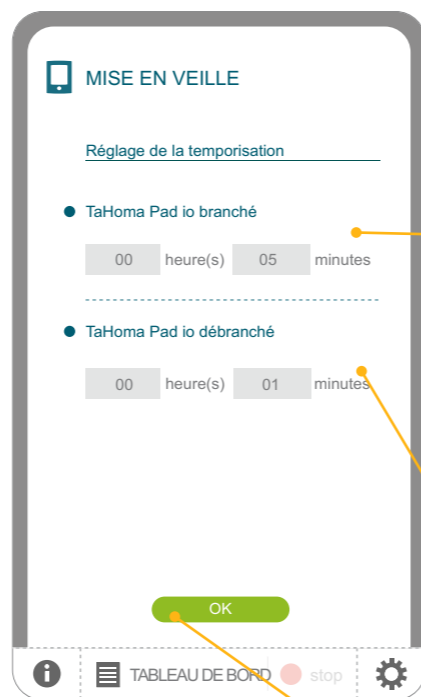 MISE EN VEILLE
Réglage de la temporisation
TaHoma Pad io branché
00 heure(s) 05 minutes
TaHoma Pad io débranché
00 heure(s) 01 minutes
OK
i TABLEAU DE BORD stop